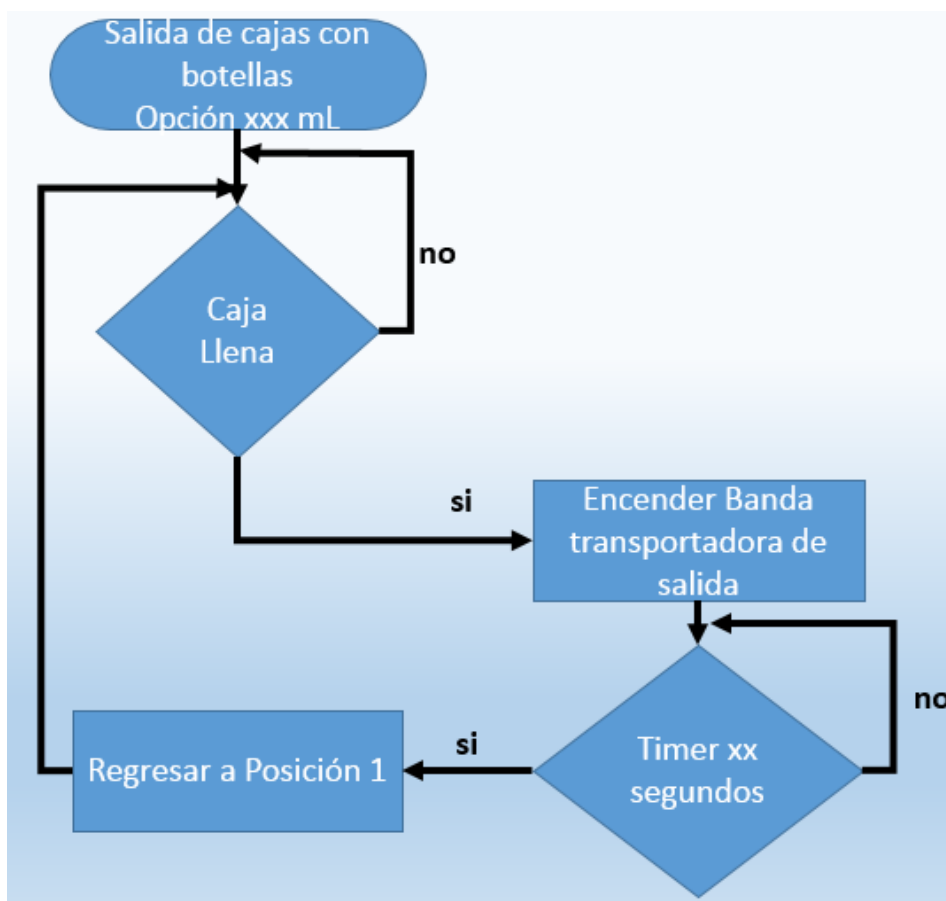 Salida de cajas con
botellas
Opción xxx mL
no
Caja
Llena
si
Encender Banda
transportadora de
salida
no
si
Regresar a Posición 1
Timer xx
segundos